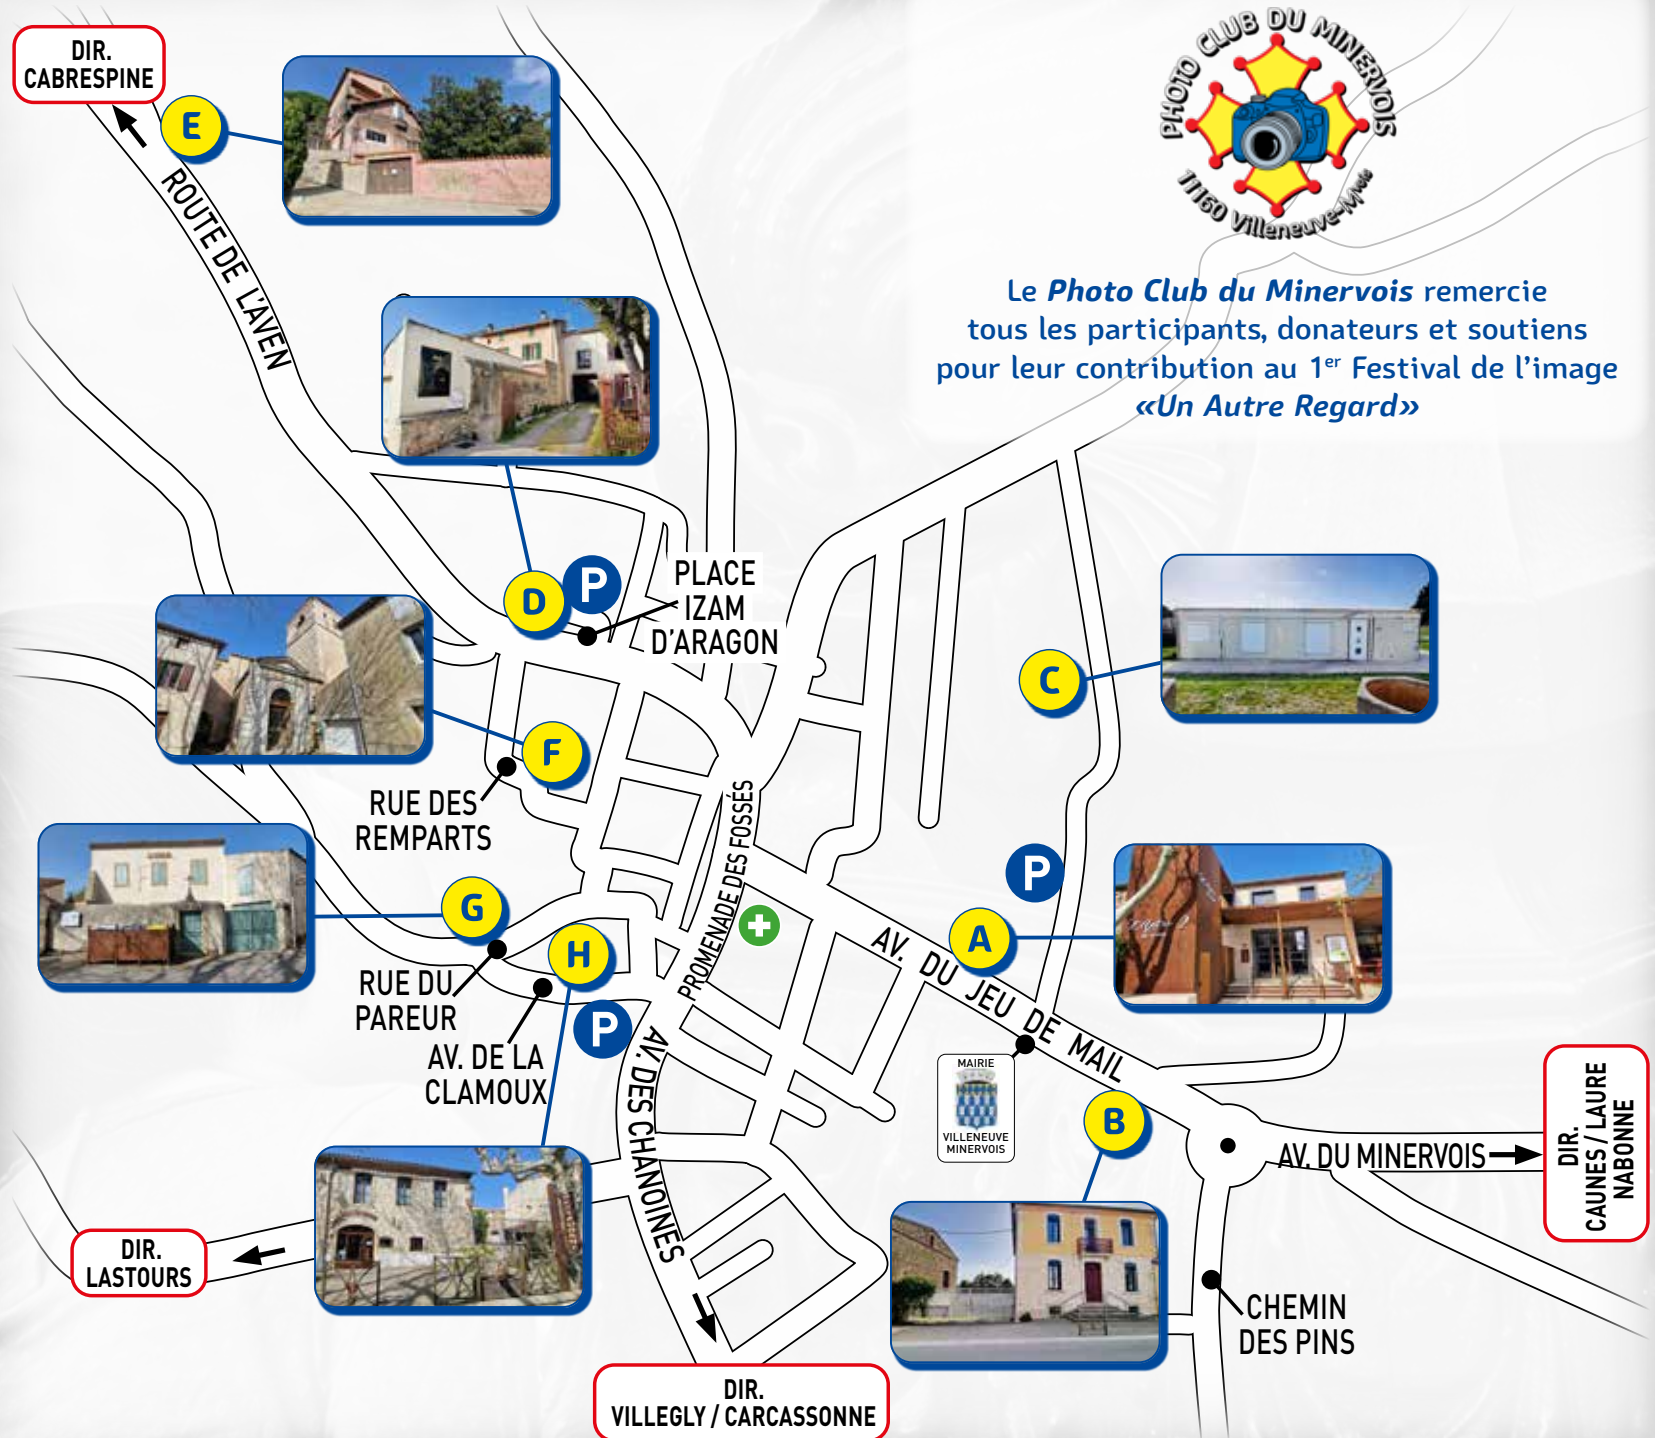 DIR.
CABRESPINE
E
ROUTE DE L'AVEN
PHOTO CLUB DU MINERVOIS
11160 Villeneuve-Mvois
Le Photo Club du Minervois remercie
tous les participants, donateurs et soutiens
pour leur contribution au 1er Festival de l'image
«Un Autre Regard»
D
P
PLACE
IZAM
D'ARAGON
C
F
RUE DES
REMPARTS
PROMENADE DES FOSSÉS
P
G
H
A
AV. DU JEU DE MAIL
RUE DU
PAREUR
P
AV. DE LA
CLAMOUX
AV. DES CHANOINES
MAIRIE
VILLENEUVE
MINERVOIS
B
AV. DU MINERVOIS
DIR.
CAUNES / LAURE
NABONNE
DIR.
LASTOURS
CHEMIN
DES PINS
DIR.
VILLEGLY / CARCASSONNE